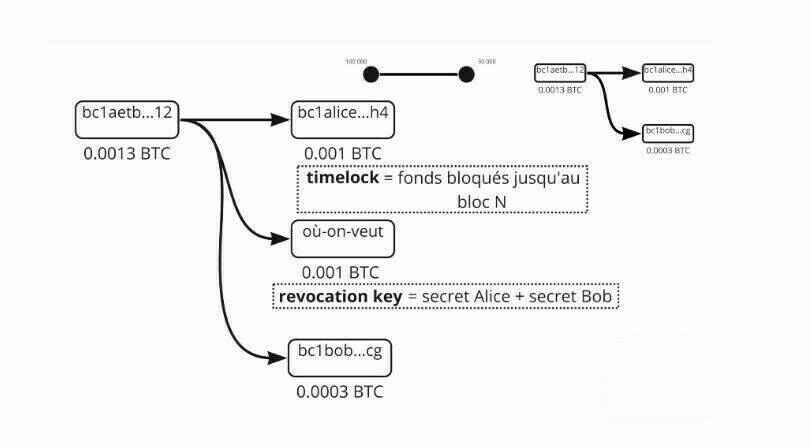 100 000
30 000
bc1aetb...12
0.0013 BTC
bc1alice...h4
0.001 BTC
bc1bob...cg
0.0003 BTC
bc1aetb...12
0.0013 BTC
bc1alice...h4
0.001 BTC
timelock = fonds bloqués jusqu'au
bloc N
où-on-veut
0.001 BTC
revocation key = secret Alice + secret Bob
bc1bob...cg
0.0003 BTC